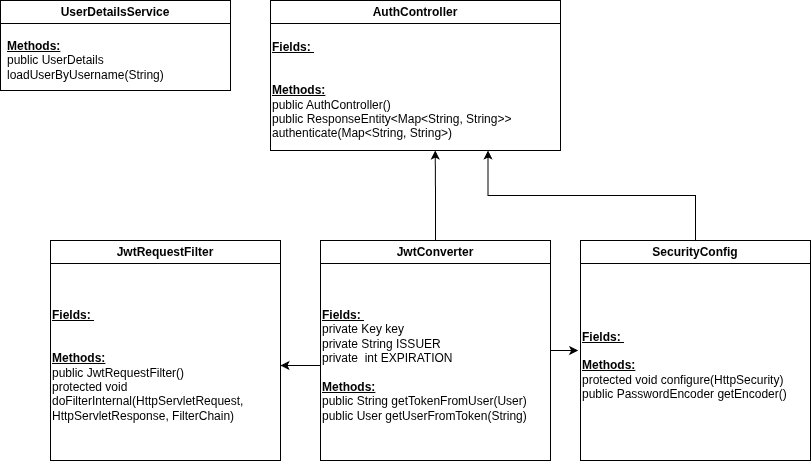 UserDetailsService
Methods:
public UserDetails
loadUserByUsername(String)
AuthController
Fields:
Methods:
public AuthController()
public ResponseEntity<Map<String, String>>
authenticate(Map<String, String>)
JwtRequestFilter
Fields:
Methods:
public JwtRequestFilter()
protected void
doFilterInternal(HttpServletRequest,
HttpServletResponse, FilterChain)
JwtConverter
Fields:
private Key key
private String ISSUER
private  int EXPIRATION
Methods:
public String getTokenFromUser(User)
public User getUserFromToken(String)
SecurityConfig
Fields:
Methods:
protected void configure(HttpSecurity)
public PasswordEncoder getEncoder()